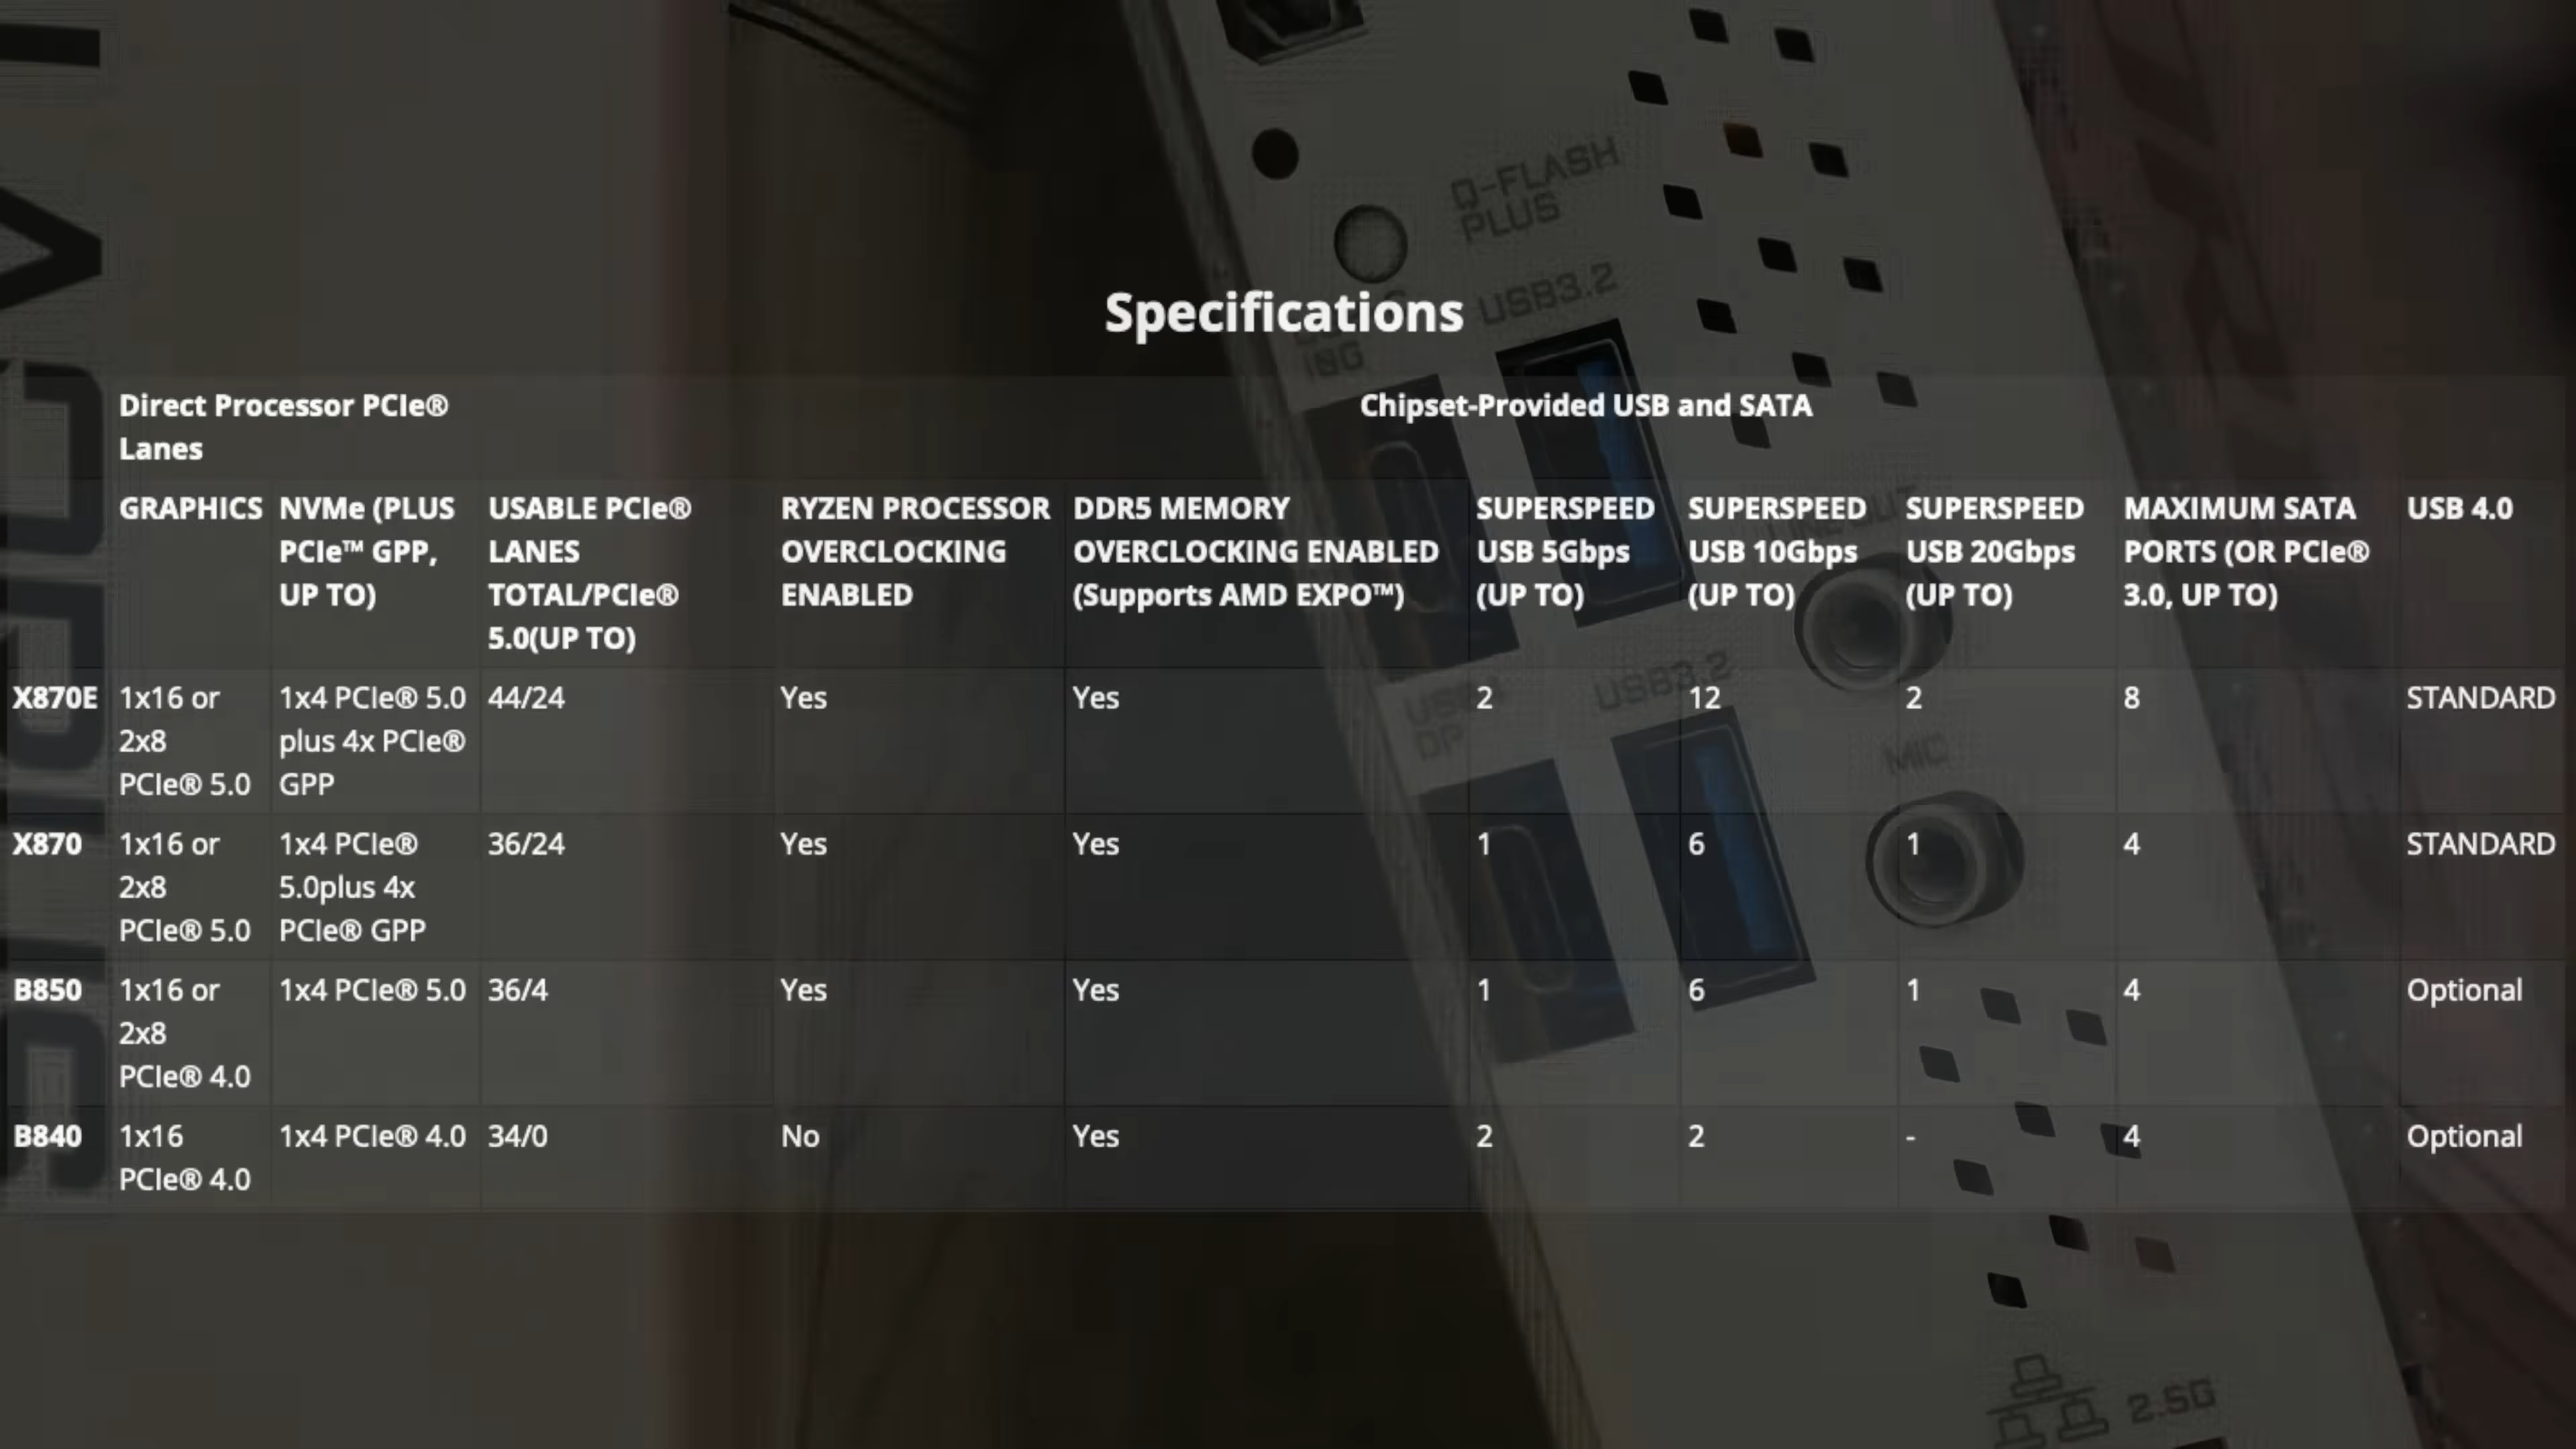 Specifications
Direct Processor PCIe®
Lanes
Chipset-Provided USB and SATA
GRAPHICS
NVMe (PLUS
PCIe™ GPP,
UP TO)
USABLE PCIe®
LANES
TOTAL/PCIe®
5.0(UP TO)
RYZEN PROCESSOR
OVERCLOCKING
ENABLED
DDR5 MEMORY
OVERCLOCKING ENABLED
(Supports AMD EXPO™)
SUPERSPEED
USB 5Gbps
(UP TO)
SUPERSPEED
USB 10Gbps
(UP TO)
SUPERSPEED
USB 20Gbps
(UP TO)
MAXIMUM SATA
PORTS (OR PCIe®
3.0, UP TO)
USB 4.0
X870E
1x16 or
2x8
PCIe® 5.0
1x4 PCIe® 5.0
plus 4x PCIe®
GPP
44/24
Yes
Yes
2
12
2
8
STANDARD
X870
1x16 or
2x8
PCIe® 5.0
1x4 PCIe®
5.0plus 4x
PCIe® GPP
36/24
Yes
Yes
1
6
1
4
STANDARD
B850
1x16 or
2x8
PCIe® 4.0
1x4 PCIe® 5.0
36/4
Yes
Yes
1
6
1
4
Optional
B840
1x16
PCIe® 4.0
1x4 PCIe® 4.0
34/0
No
Yes
2
2
-
4
Optional
Q-FLASH
PLUS
USB3.2
USB3.2
DP
MIC
2.5G